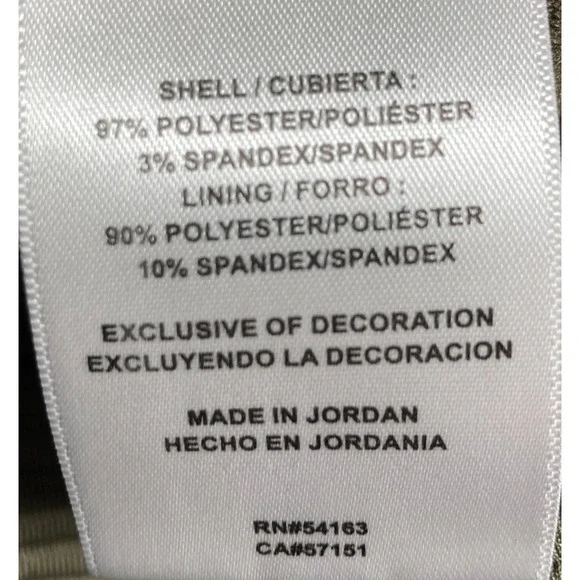 SHELL / CUBIERTA :
97% POLYESTER/POLIÉSTER
3% SPANDEX/SPANDEX
LINING / FORRO :
90% POLYESTER/POLIÉSTER
10% SPANDEX/SPANDEX
EXCLUSIVE OF DECORATION
EXCLUYENDO LA DECORACION
MADE IN JORDAN
HECHO EN JORDANIA
RN#54163
CA#57151